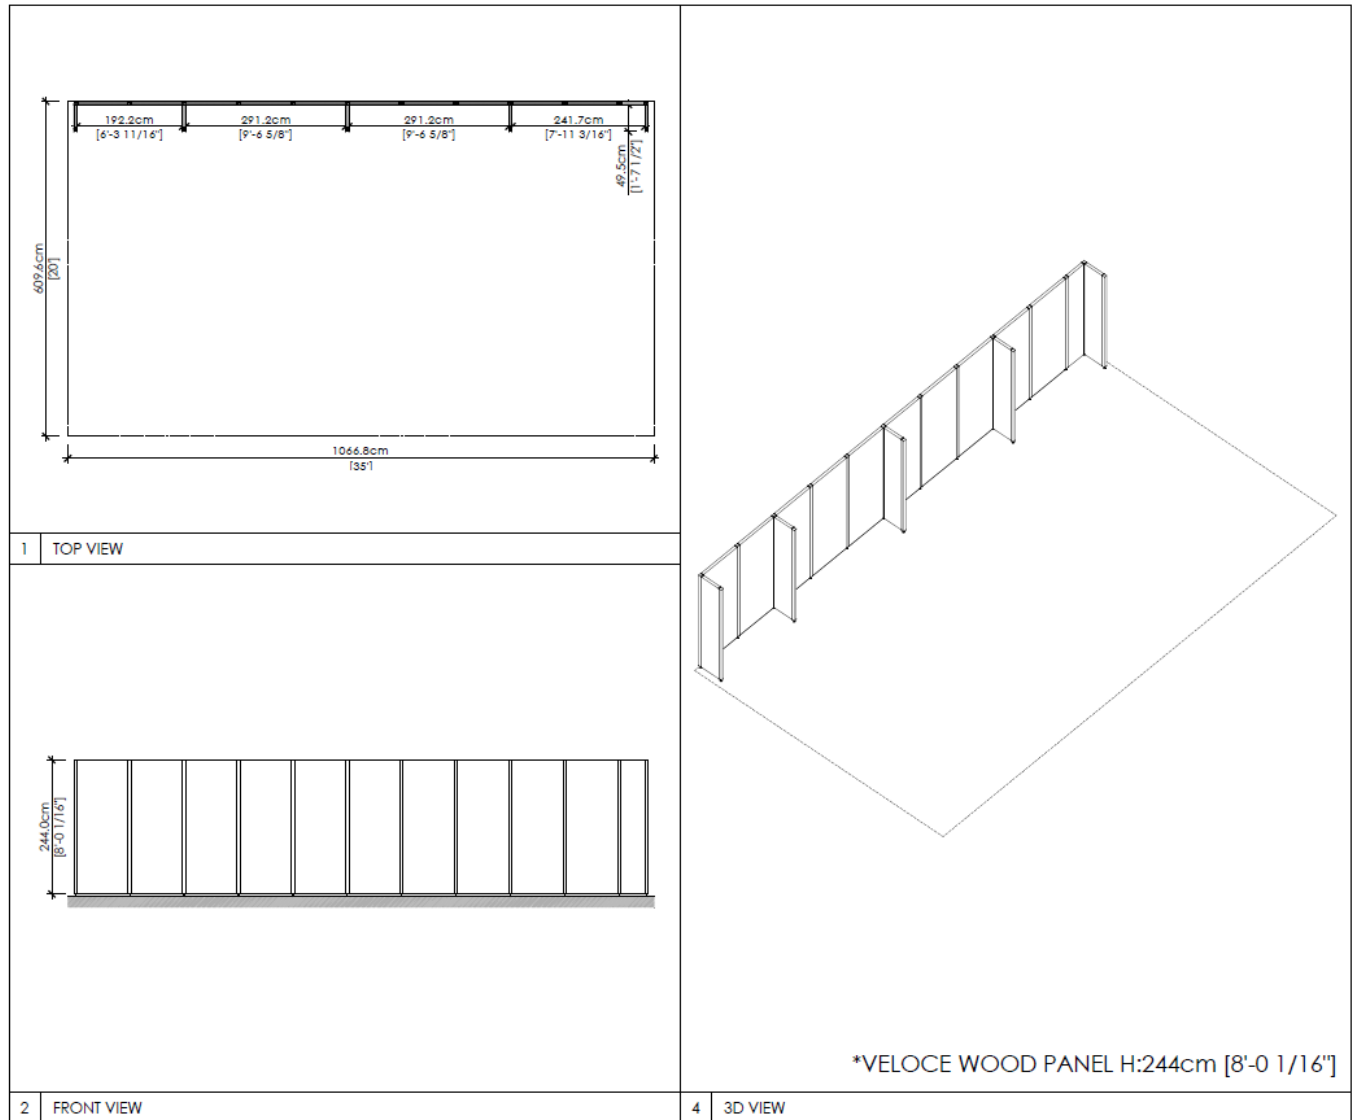 192.2cm
[6'-3 11/16"]
291.2cm
[9'-6 5/8"]
291.2cm
[9'-6 5/8"]
241.7cm
[7'-11 3/16"]
49.5cm
[1'-7 1/2"]
609.6cm
[20']
1066.8cm
[35']
1 TOP VIEW
244.0cm
[8'-0 1/16"]
2 FRONT VIEW
*VELOCE WOOD PANEL H:244cm [8'-0 1/16"]
4 3D VIEW